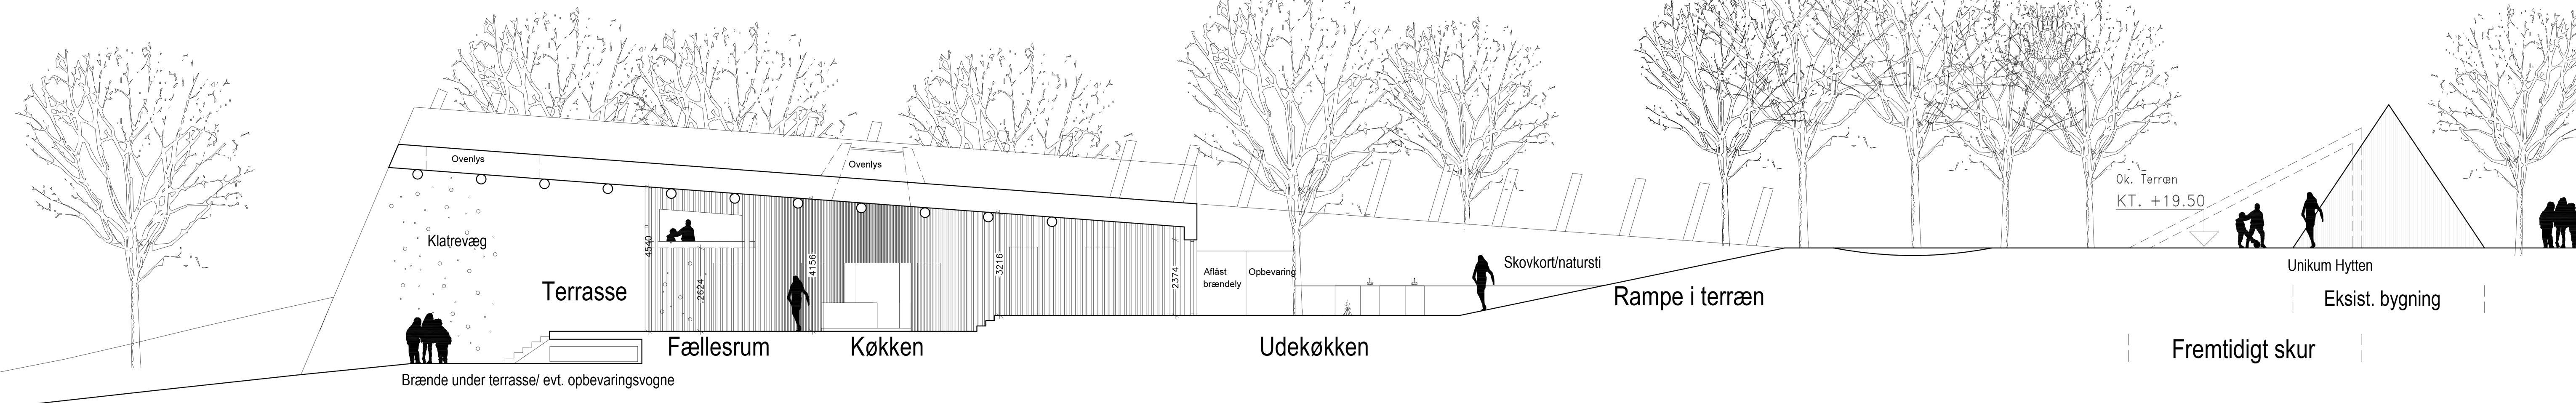 Ovenlys
Ovenlys
Klatrevæg
Terrasse
4540
2624
4156
3216
2374
Aflåst
brændely
Opbevaring
Skovkort/natursti
Ok. Terræn
KT. +19.50
Rampe i terræn
Unikum Hytten
Eksist. bygning
Fællesrum
Køkken
Udekøkken
Fremtidigt skur
Brænde under terrasse/ evt. opbevaringsvogne